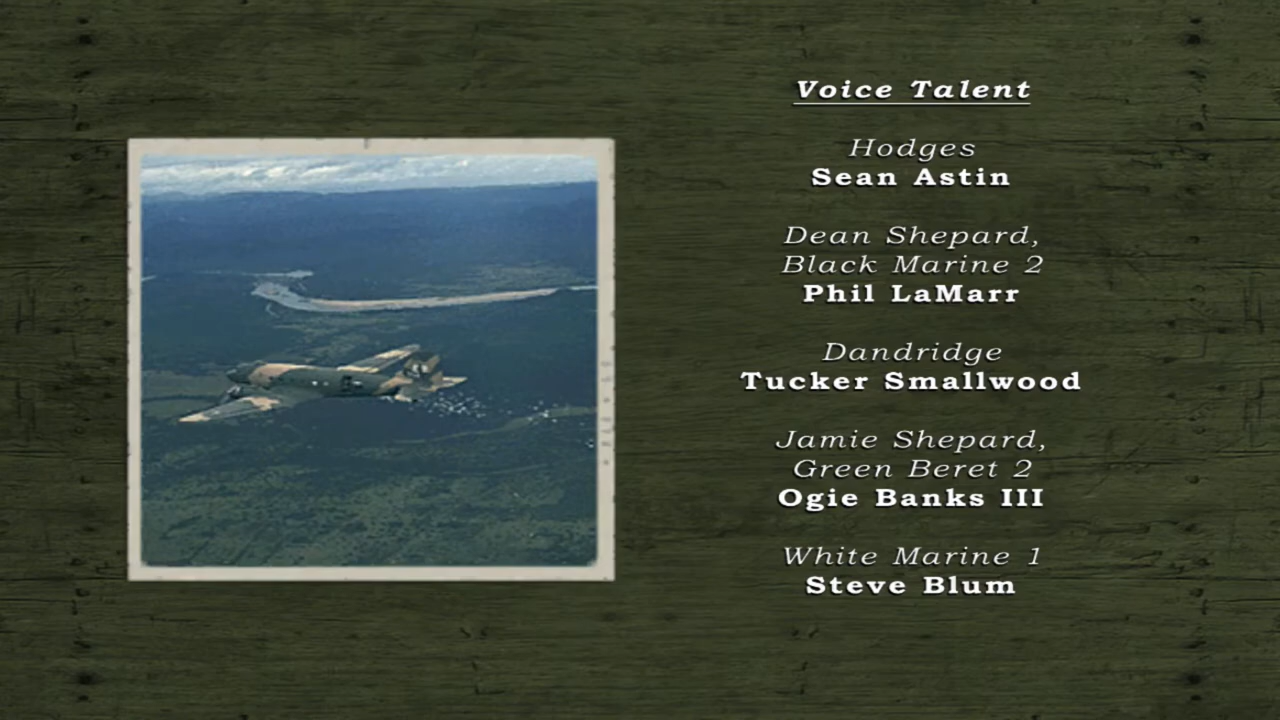 Voice Talent
Hodges
Sean Astin
Dean Shepard,
Black Marine 2
Phil LaMarr
Dandridge
Tucker Smallwood
Jamie Shepard,
Green Beret 2
Ogie Banks III
White Marine 1
Steve Blum